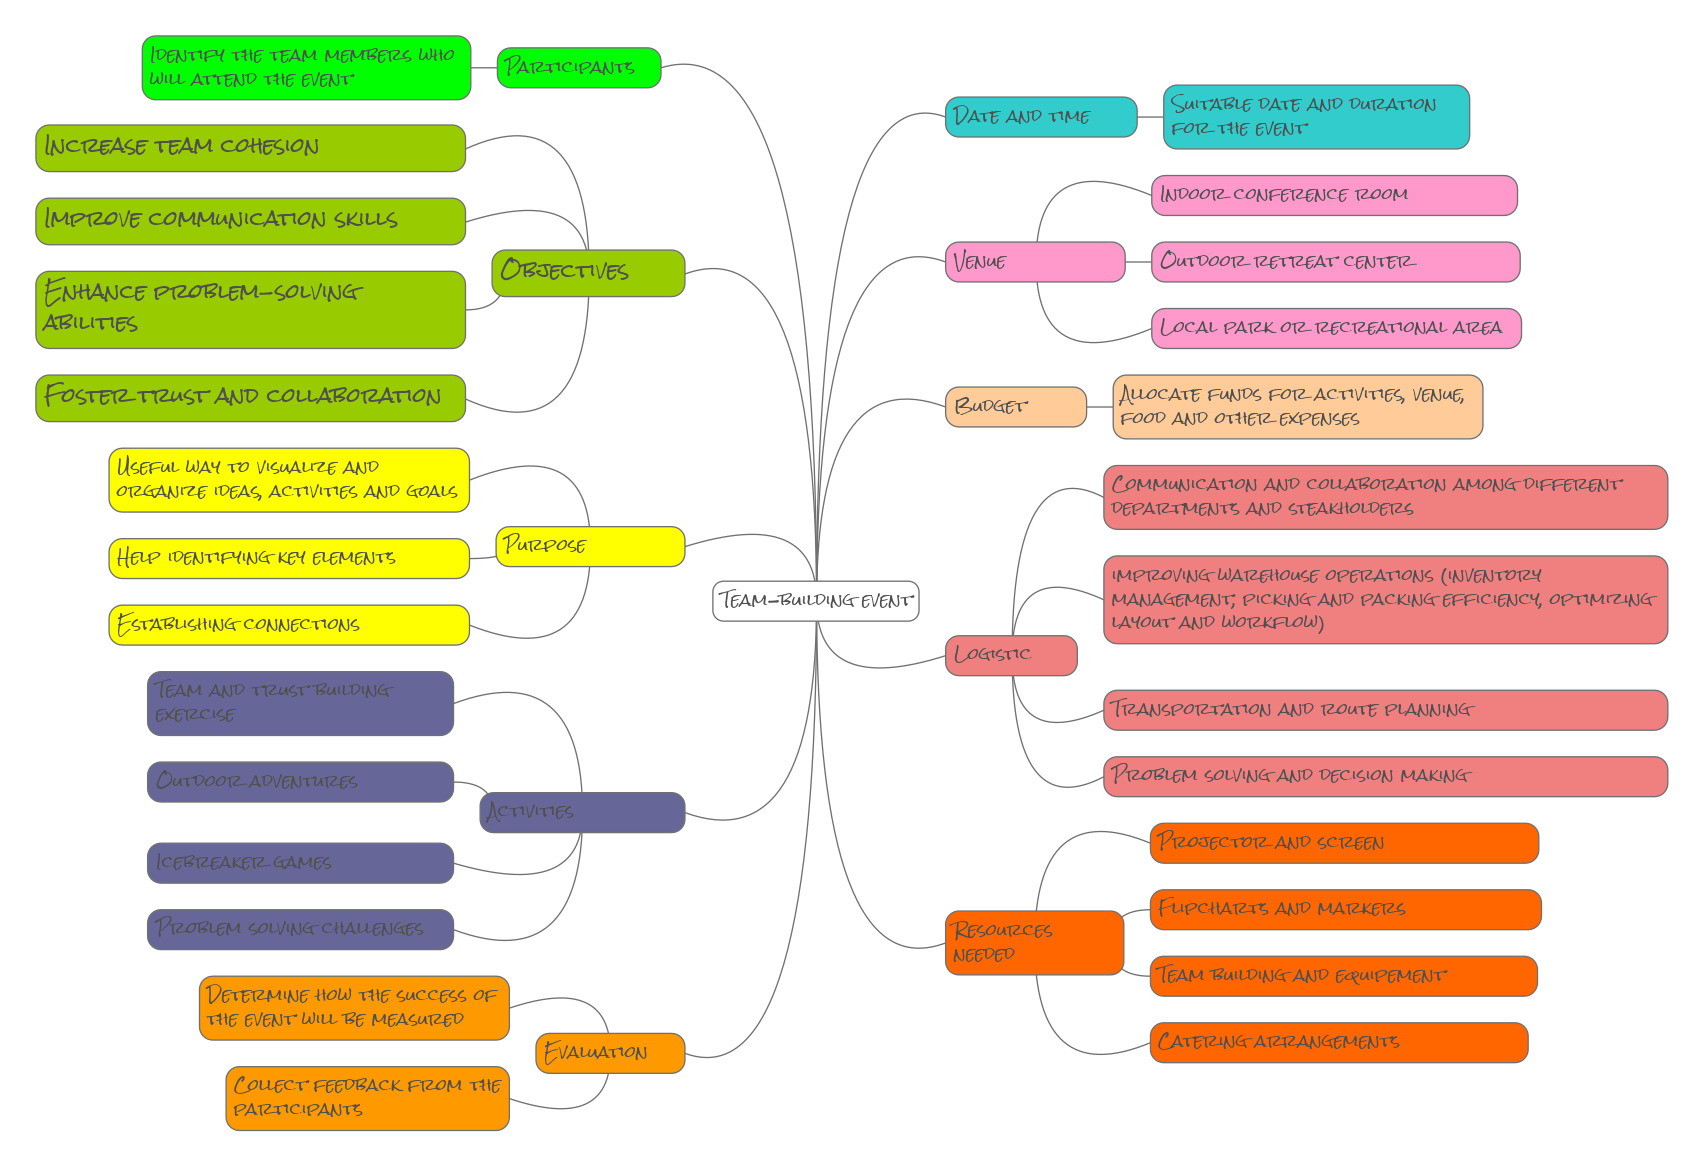 Identify the team members who
will attend the event
Participants
Increase team cohesion
Improve communication skills
Enhance problem-solving
abilities
Foster trust and collaboration
Objectives
Useful way to visualize and
organize ideas, activities and goals
Help identifying key elements
Establishing connections
Purpose
Team and trust building
exercise
Outdoor adventures
Icebreaker games
Problem solving challenges
Activities
Determine how the success of
the event will be measured
Collect feedback from the
participants
Evaluation
Team-building event
Date and time
Suitable date and duration
for the event
Venue
Indoor conference room
Outdoor retreat center
Local park or recreational area
Budget
Allocate funds for activities, venue,
food and other expenses
Logistic
Communication and collaboration among different
departments and steakholders
improving warehouse operations (inventory
management; picking and packing efficiency, optimizing
layout and workflow)
Transportation and route planning
Problem solving and decision making
Resources
needed
Projector and screen
Flipcharts and markers
Team building and equipement
Catering arrangements